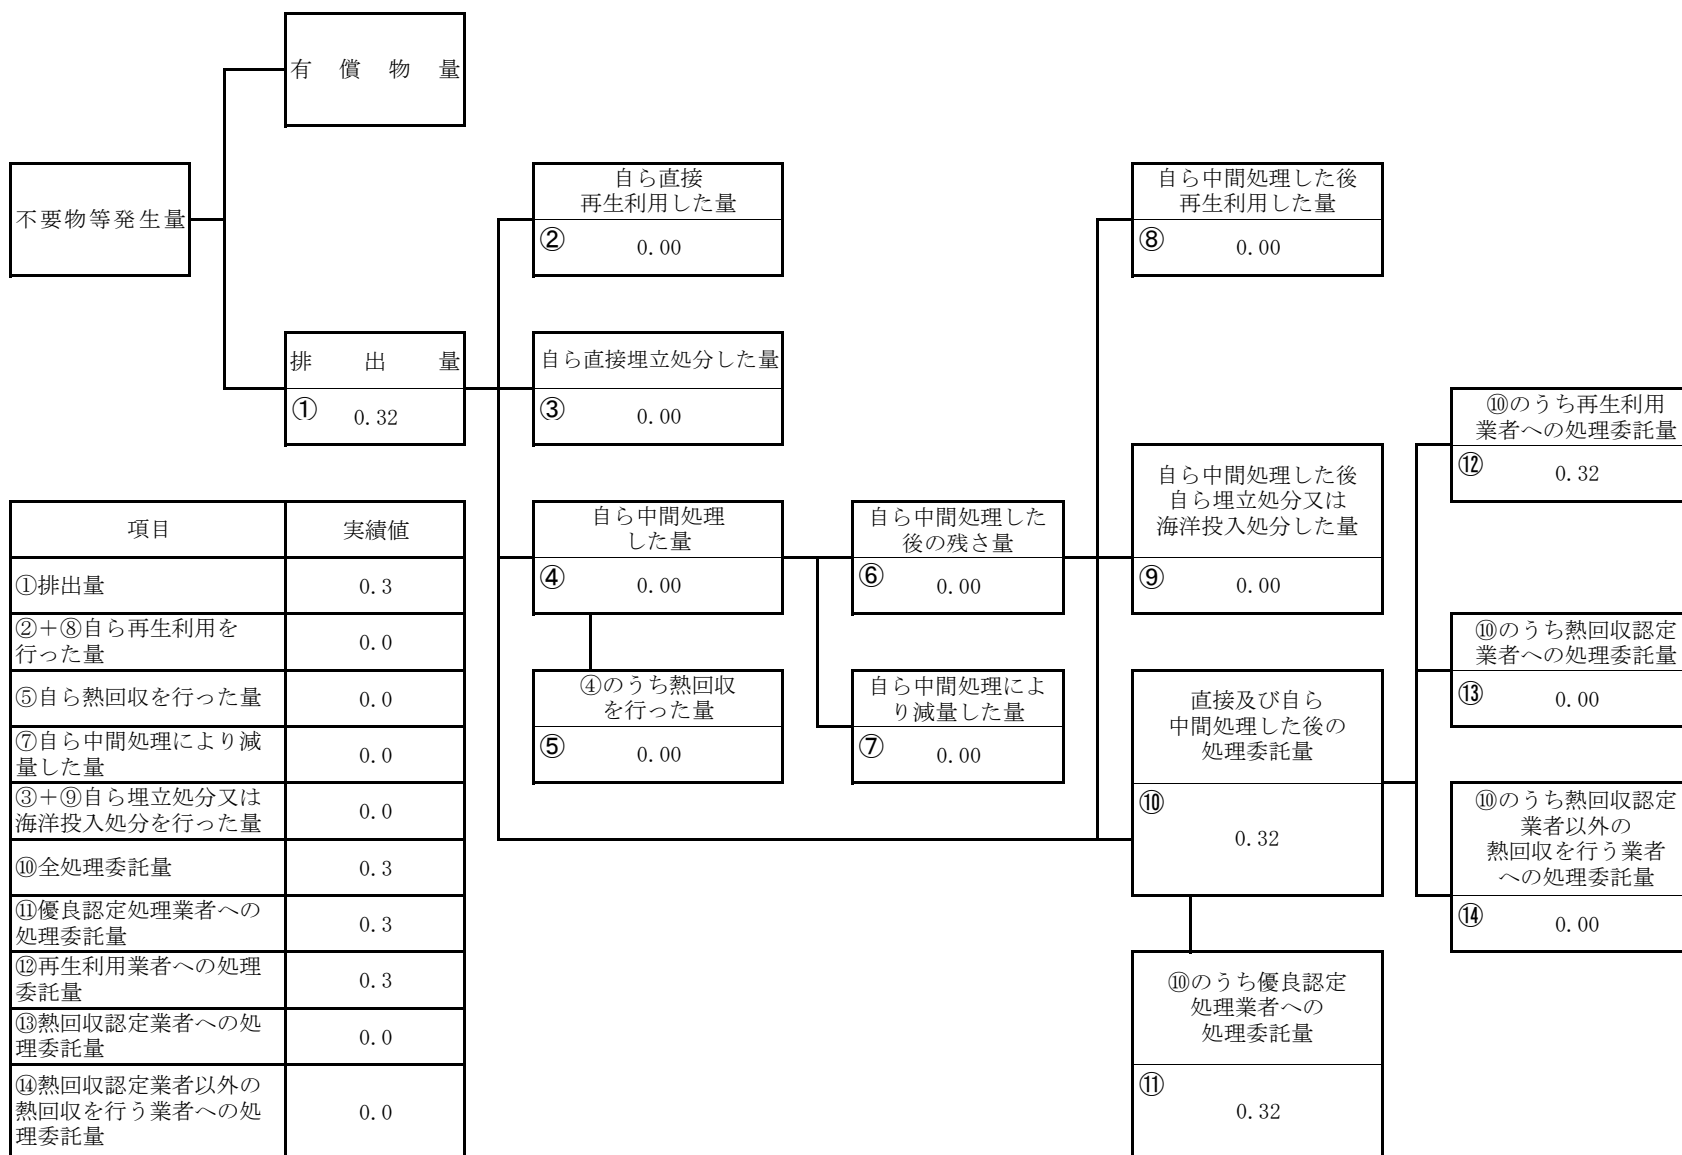 有償物量
不要物等発生量
自ら直接
再生利用した量
②
0.00
自ら中間処理した後
再生利用した量
⑧
0.00
排出量
①
0.32
自ら直接埋立処分した量
③
0.00
⑩のうち再生利用
業者への処理委託量
⑫
0.32
自ら中間処理
した量
④
0.00
自ら中間処理した
後の残さ量
⑥
0.00
自ら中間処理した後
自ら埋立処分又は
海洋投入処分した量
⑨
0.00
④のうち熱回収
を行った量
⑤
0.00
自ら中間処理によ
り減量した量
⑦
0.00
直接及び自ら
中間処理した後の
処理委託量
⑩
0.32
⑩のうち熱回収認定
業者への処理委託量
⑬
0.00
⑩のうち熱回収認定
業者以外の
熱回収を行う業者
への処理委託量
⑭
0.00
⑩のうち優良認定
処理業者への
処理委託量
⑪
0.32
項目 実績値
①排出量 0.3
②+⑧自ら再生利用を
行った量 0.0
⑤自ら熱回収を行った量 0.0
⑦自ら中間処理により減
量した量 0.0
③+⑨自ら埋立処分又は
海洋投入処分を行った量 0.0
⑩全処理委託量 0.3
⑪優良認定処理業者への
処理委託量 0.3
⑫再生利用業者への処理
委託量 0.3
⑬熱回収認定業者への処
理委託量 0.0
⑭熱回収認定業者以外の
熱回収を行う業者への処
理委託量 0.0